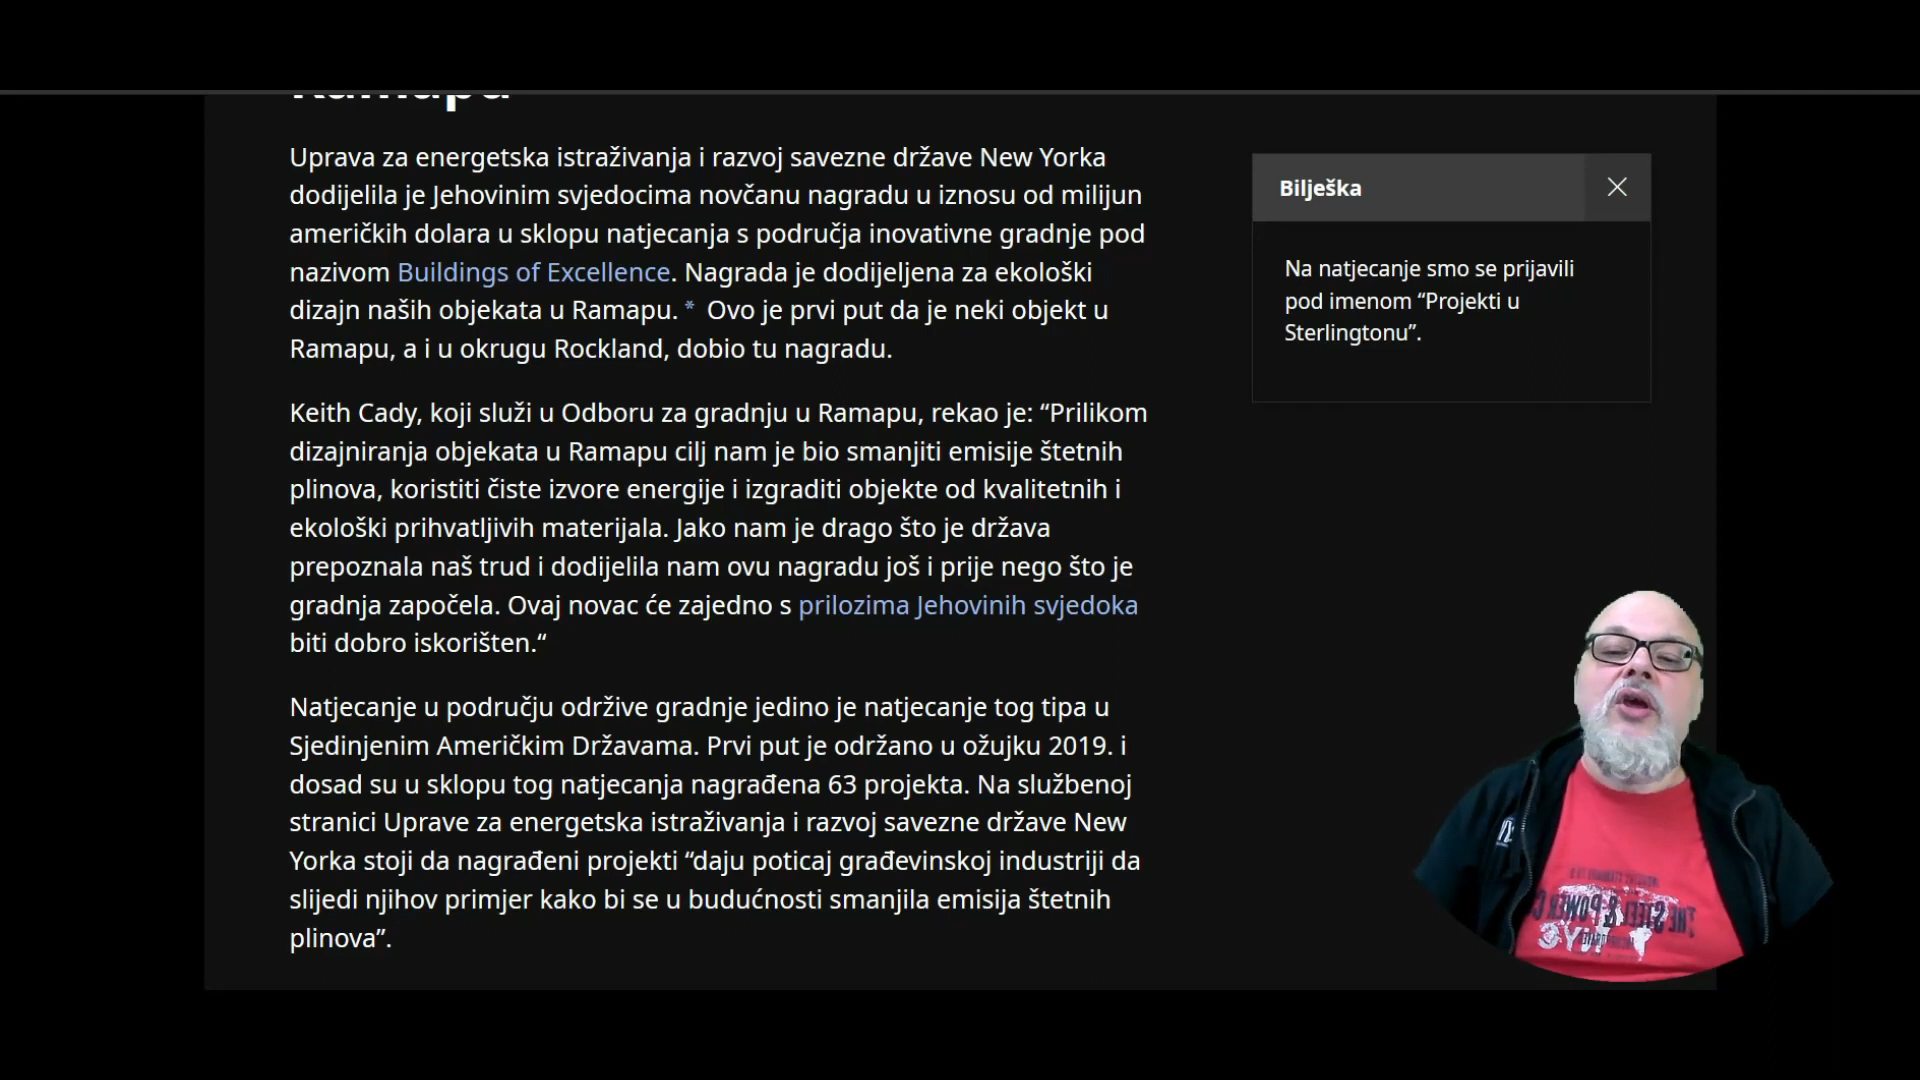 Uprava za energetska istraživanja i razvoj savezne države New Yorka
dodijelila je Jehovinim svjedocima novčanu nagradu u iznosu od milijun
američkih dolara u sklopu natjecanja s područja inovativne gradnje pod
nazivom Buildings of Excellence. Nagrada je dodijeljena za ekološki
dizajn naših objekata u Ramapu. * Ovo je prvi put da je neki objekt u
Ramapu, a i u okrugu Rockland, dobio tu nagradu.
Keith Cady, koji služi u Odboru za gradnju u Ramapu, rekao je: “Prilikom
dizajniranja objekata u Ramapu cilj nam je bio smanjiti emisije štetnih
plinova, koristiti čiste izvore energije i izgraditi objekte od kvalitetnih i
ekološki prihvatljivih materijala. Jako nam je drago što je država
prepoznala naš trud i dodijelila nam ovu nagradu još i prije nego što je
gradnja započela. Ovaj novac će zajedno s prilozima Jehovinih svjedoka
biti dobro iskorišten.“
Natjecanje u području održive gradnje jedino je natjecanje tog tipa u
Sjedinjenim Američkim Državama. Prvi put je održano u ožujku 2019. i
dosad su u sklopu tog natjecanja nagrađena 63 projekta. Na službenoj
stranici Uprave za energetska istraživanja i razvoj savezne države New
Yorka stoji da nagrađeni projekti “daju poticaj građevinskoj industriji da
slijedi njihov primjer kako bi se u budućnosti smanjila emisija štetnih
plinova”.
Bilješka
Na natjecanje smo se prijavili
pod imenom “Projekti u
Sterlingtonu”.
THE STEEL & POWER